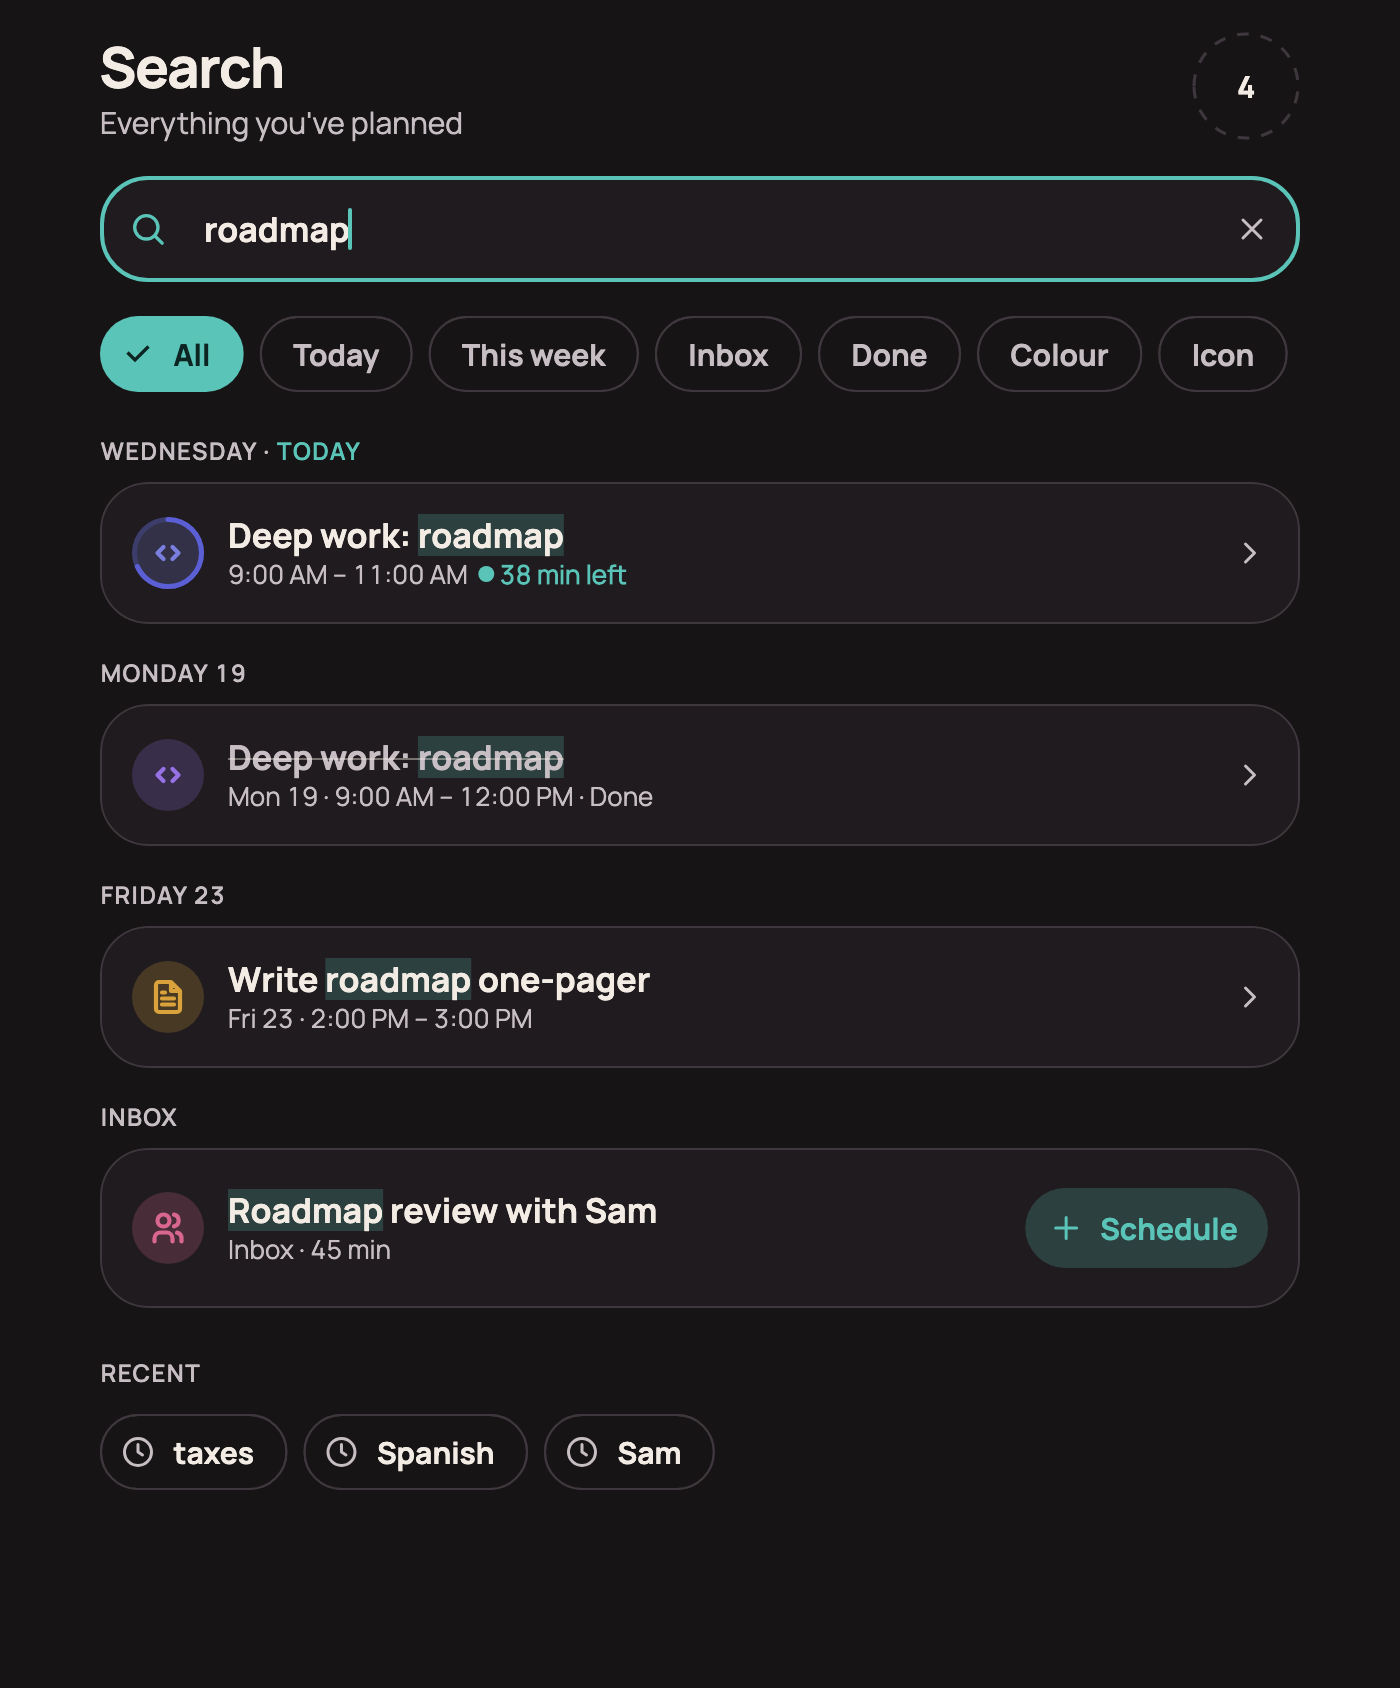 Search
Everything you've planned
4
roadmap
All
Today
This week
Inbox
Done
Colour
Icon
WEDNESDAY · TODAY
Deep work: roadmap
9:00 AM – 11:00 AM ● 38 min left
MONDAY 19
Deep work: roadmap
Mon 19 · 9:00 AM – 12:00 PM · Done
FRIDAY 23
Write roadmap one-pager
Fri 23 · 2:00 PM – 3:00 PM
INBOX
Roadmap review with Sam
Inbox · 45 min
Schedule
RECENT
taxes
Spanish
Sam